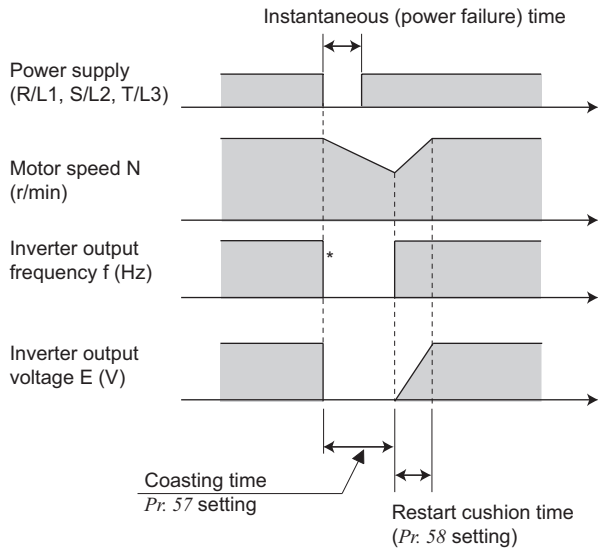 Instantaneous (power failure) time
Power supply
(R/L1, S/L2, T/L3)
Motor speed N
(r/min)
Inverter output
frequency f (Hz)
*
Inverter output
voltage E (V)
Coasting time
Pr. 57 setting
Restart cushion time
(Pr. 58 setting)